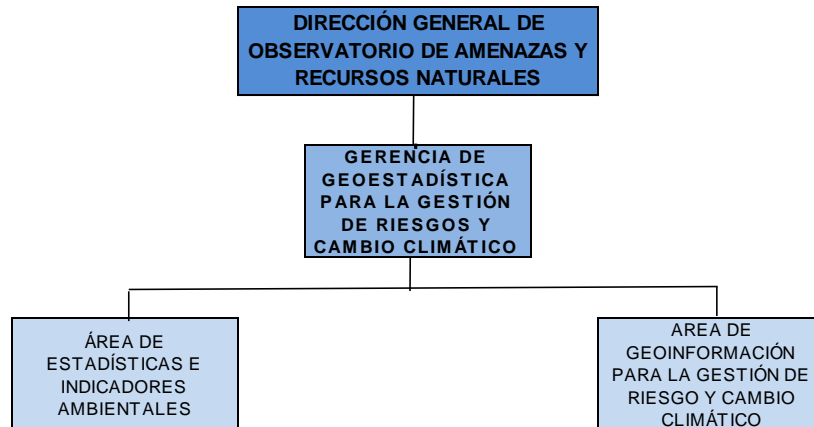 DIRECCIÓN GENERAL DE
OBSERVATORIO DE AMENAZAS Y
RECURSOS NATURALES
GERENCIA DE
GEOESTADÍSTICA
PARA LA GESTIÓN
DE RIESGOS Y
CAMBIO CLIMÁTICO
ÁREA DE
ESTADÍSTICAS E
INDICADORES
AMBIENTALES
AREA DE
GEOINFORMACIÓN
PARA LA GESTIÓN DE
RIESGO Y CAMBIO
CLIMÁTICO